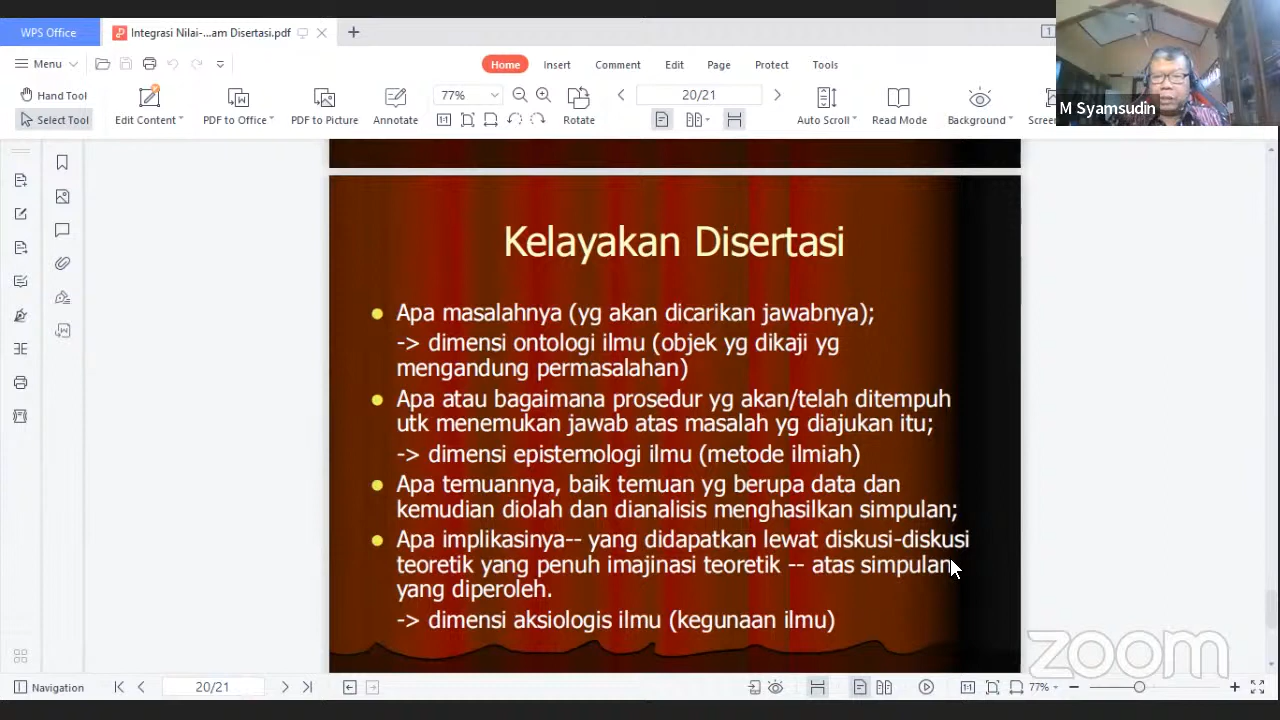 WPS Office
Integrasi Nilai-...am Disertasi.pdf
Menu
Home Insert Comment Edit Page Protect Tools
Hand Tool
Select Tool
Edit Content
PDF to Office
PDF to Picture
Annotate
77%
Rotate
20/21
Auto Scroll
Read Mode
Background
M Syamsudin
Kelayakan Disertasi
Apa masalahnya (yg akan dicarikan jawabnya);
-> dimensi ontologi ilmu (objek yg dikaji yg
mengandung permasalahan)
Apa atau bagaimana prosedur yg akan/telah ditempuh
utk menemukan jawab atas masalah yg diajukan itu;
-> dimensi epistemologi ilmu (metode ilmiah)
Apa temuannya, baik temuan yg berupa data dan
kemudian diolah dan dianalisis menghasilkan simpulan;
Apa implikasinya-- yang didapatkan lewat diskusi-diskusi
teoretik yang penuh imajinasi teoretik -- atas simpulan
yang diperoleh.
-> dimensi aksiologis ilmu (kegunaan ilmu)
zoom
Navigation
20/21
77%